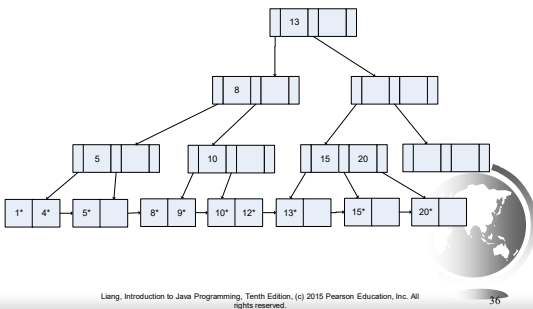 13
8
5
10
15 20
1* 4* 5* 8* 9* 10* 12* 13* 15* 20*
Liang, Introduction to Java Programming, Tenth Edition, (c) 2015 Pearson Education, Inc. All
rights reserved.
36